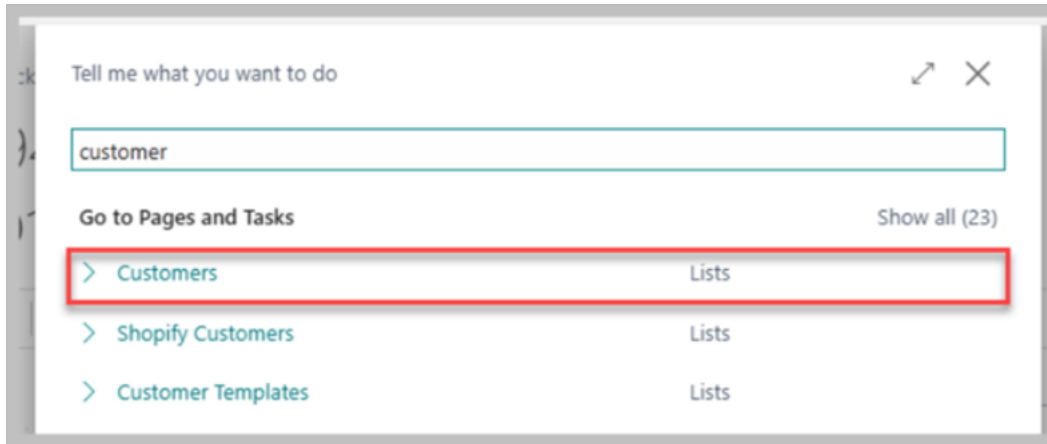 Tell me what you want to do
customer
Go to Pages and Tasks Show all (23)
Customers Lists
Shopify Customers Lists
Customer Templates Lists